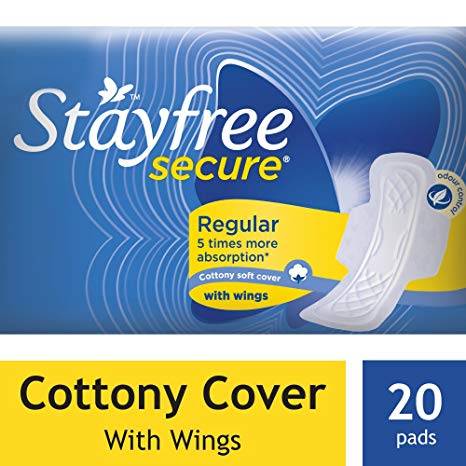 Stayfree™
secure®
Regular
5 times more
absorption*
Cottony soft cover
with wings
odour control
Cottony Cover
With Wings
20
pads